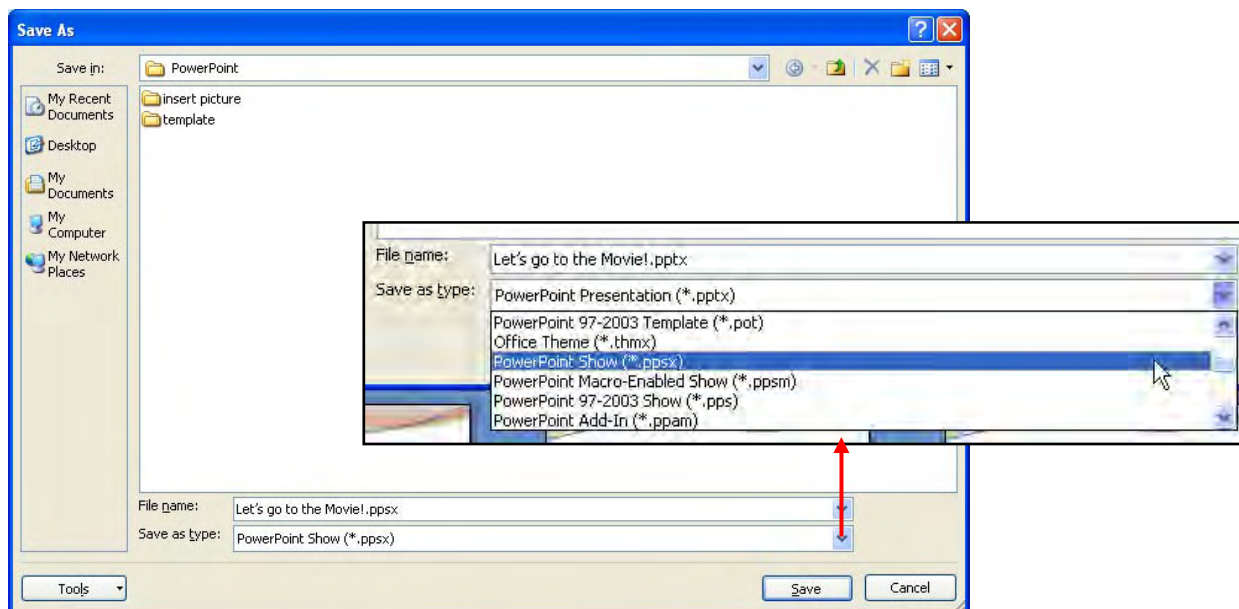 Save As
Save in:
PowerPoint
My Recent
Documents
Desktop
My
Documents
My
Computer
My Network
Places
insert picture
template
File name:
Let's go to the Movie!.pptx
Save as type:
PowerPoint Presentation (*.pptx)
PowerPoint 97-2003 Template (*.pot)
Office Theme (*.thmx)
PowerPoint Show (*.ppsx)
PowerPoint Macro-Enabled Show (*.ppsm)
PowerPoint 97-2003 Show (*.pps)
PowerPoint Add-In (*.ppam)
File name:
Let's go to the Movie!.ppsx
Save as type:
PowerPoint Show (*.ppsx)
Tools
Save
Cancel